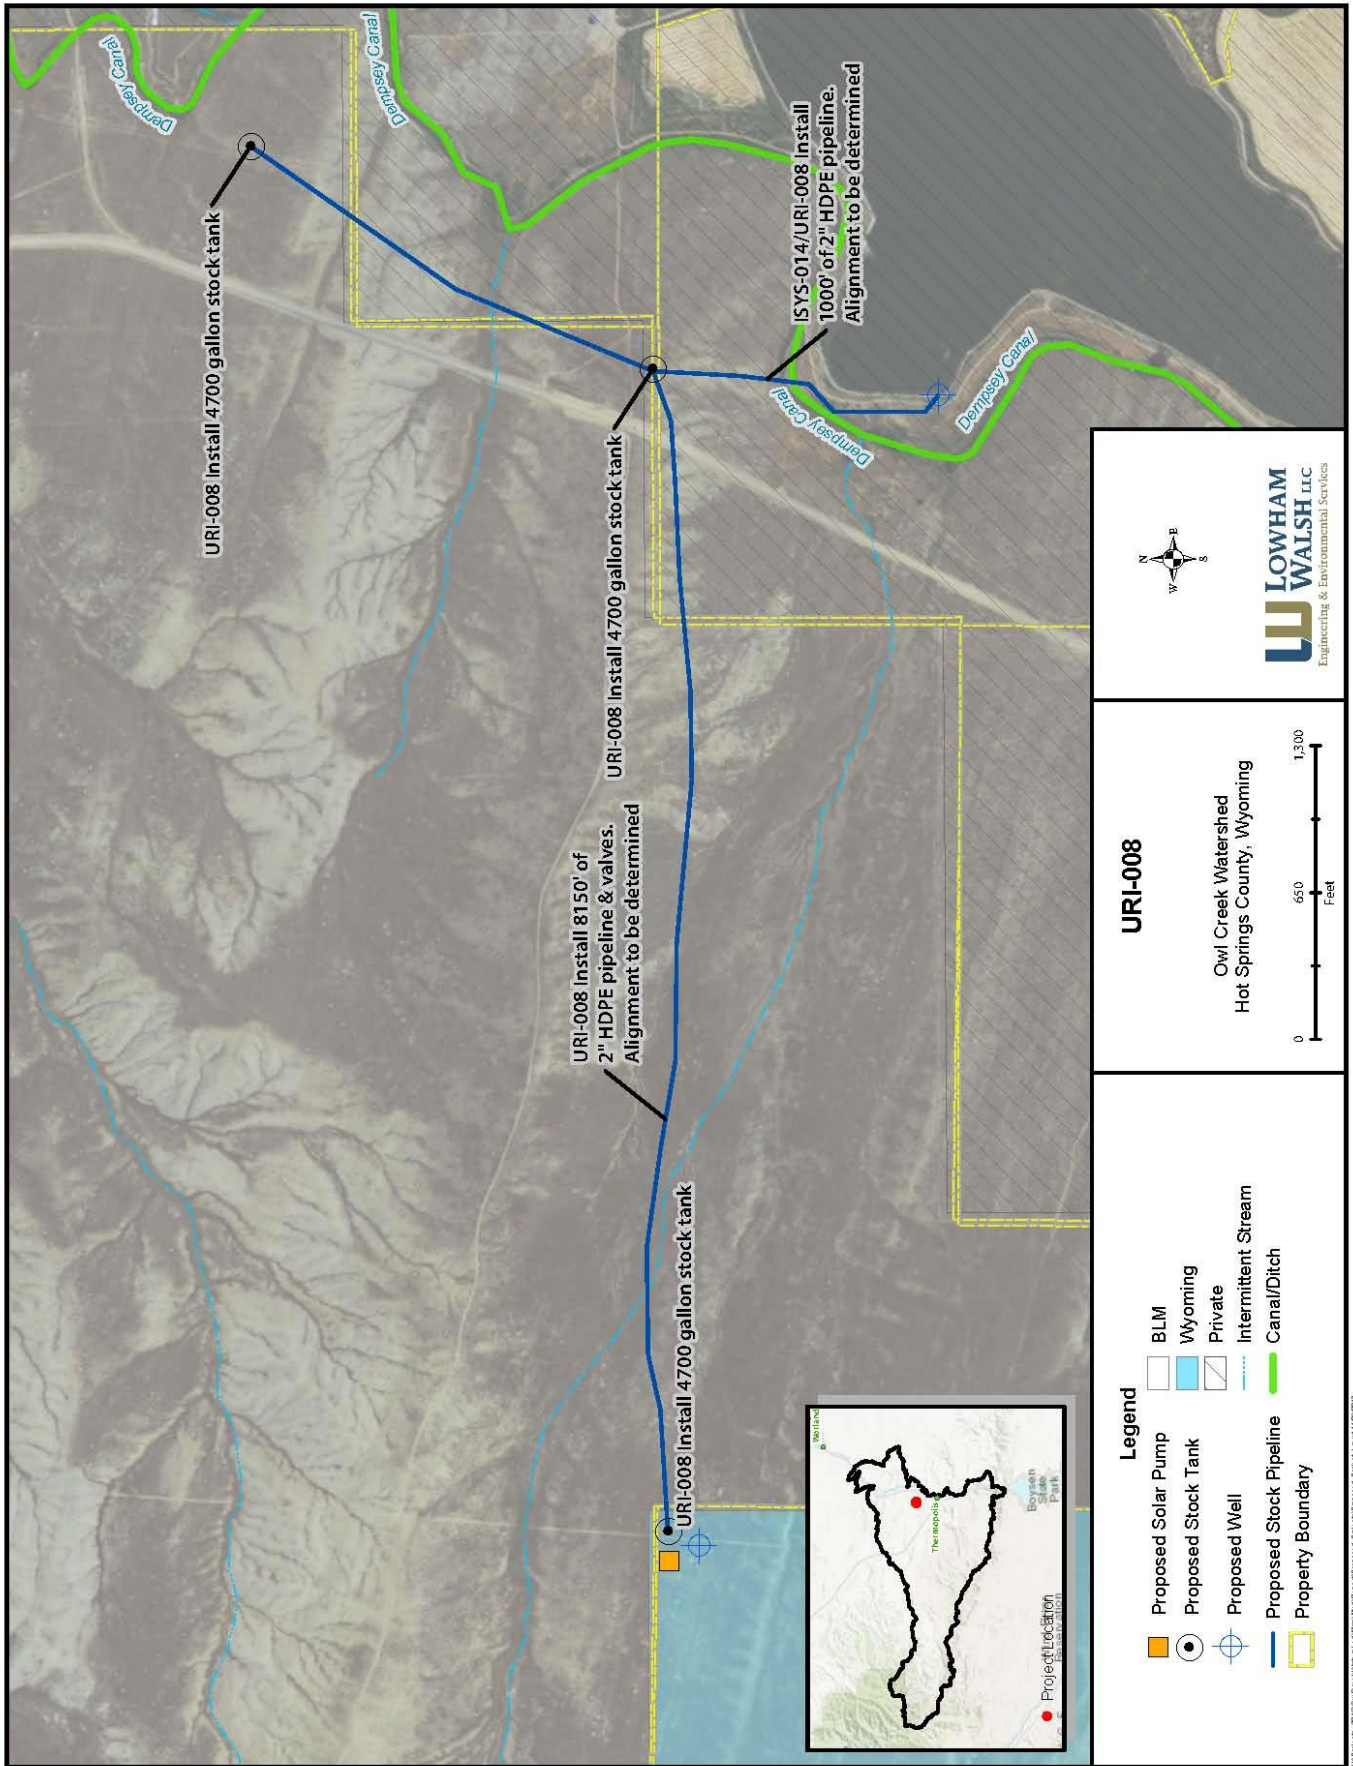 Dempsey Canal
Dempsey Canal
URI-008 Install 4700 gallon stock tank
URI-008 Install 4700 gallon stock tank
ISYS-014/URI-008 Install
1000' of 2" HDPE pipeline.
Alignment to be determined
Dempsey Canal
Dempsey Canal
URI-008 Install 8150' of
2" HDPE pipeline & valves.
Alignment to be determined
URI-008 Install 4700 gallon stock tank
Worland
Thermopolis
Boysen
State
Park
Project Location
Reservation
Legend
Proposed Solar Pump
Proposed Stock Tank
Proposed Well
Proposed Stock Pipeline
Property Boundary
BLM
Wyoming
Private
Intermittent Stream
Canal/Ditch
URI-008
Owl Creek Watershed
Hot Springs County, Wyoming
0 650 1,300
Feet
N
W E
S
LOWHAM
WALSH LLC
Engineering & Environmental Services